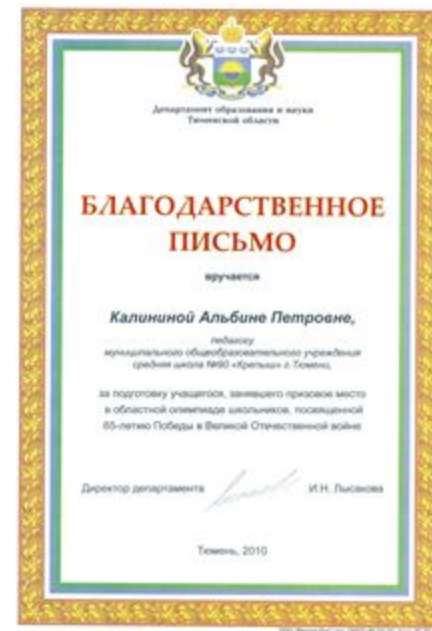 Департамент образования и науки
Тюменской области
БЛАГОДАРСТВЕННОЕ
ПИСЬМО
вручается
Калининой Альбине Петровне,
педагогу
муниципального общеобразовательного учреждения
средняя школа №90 «Крепыш» г.Тюмени,
за подготовку учащегося, занявшего призовое место
в областной олимпиаде школьников, посвященной
65-летию Победы в Великой Отечественной войне
Директор департамента И.Н. Лысакова
Тюмень, 2010